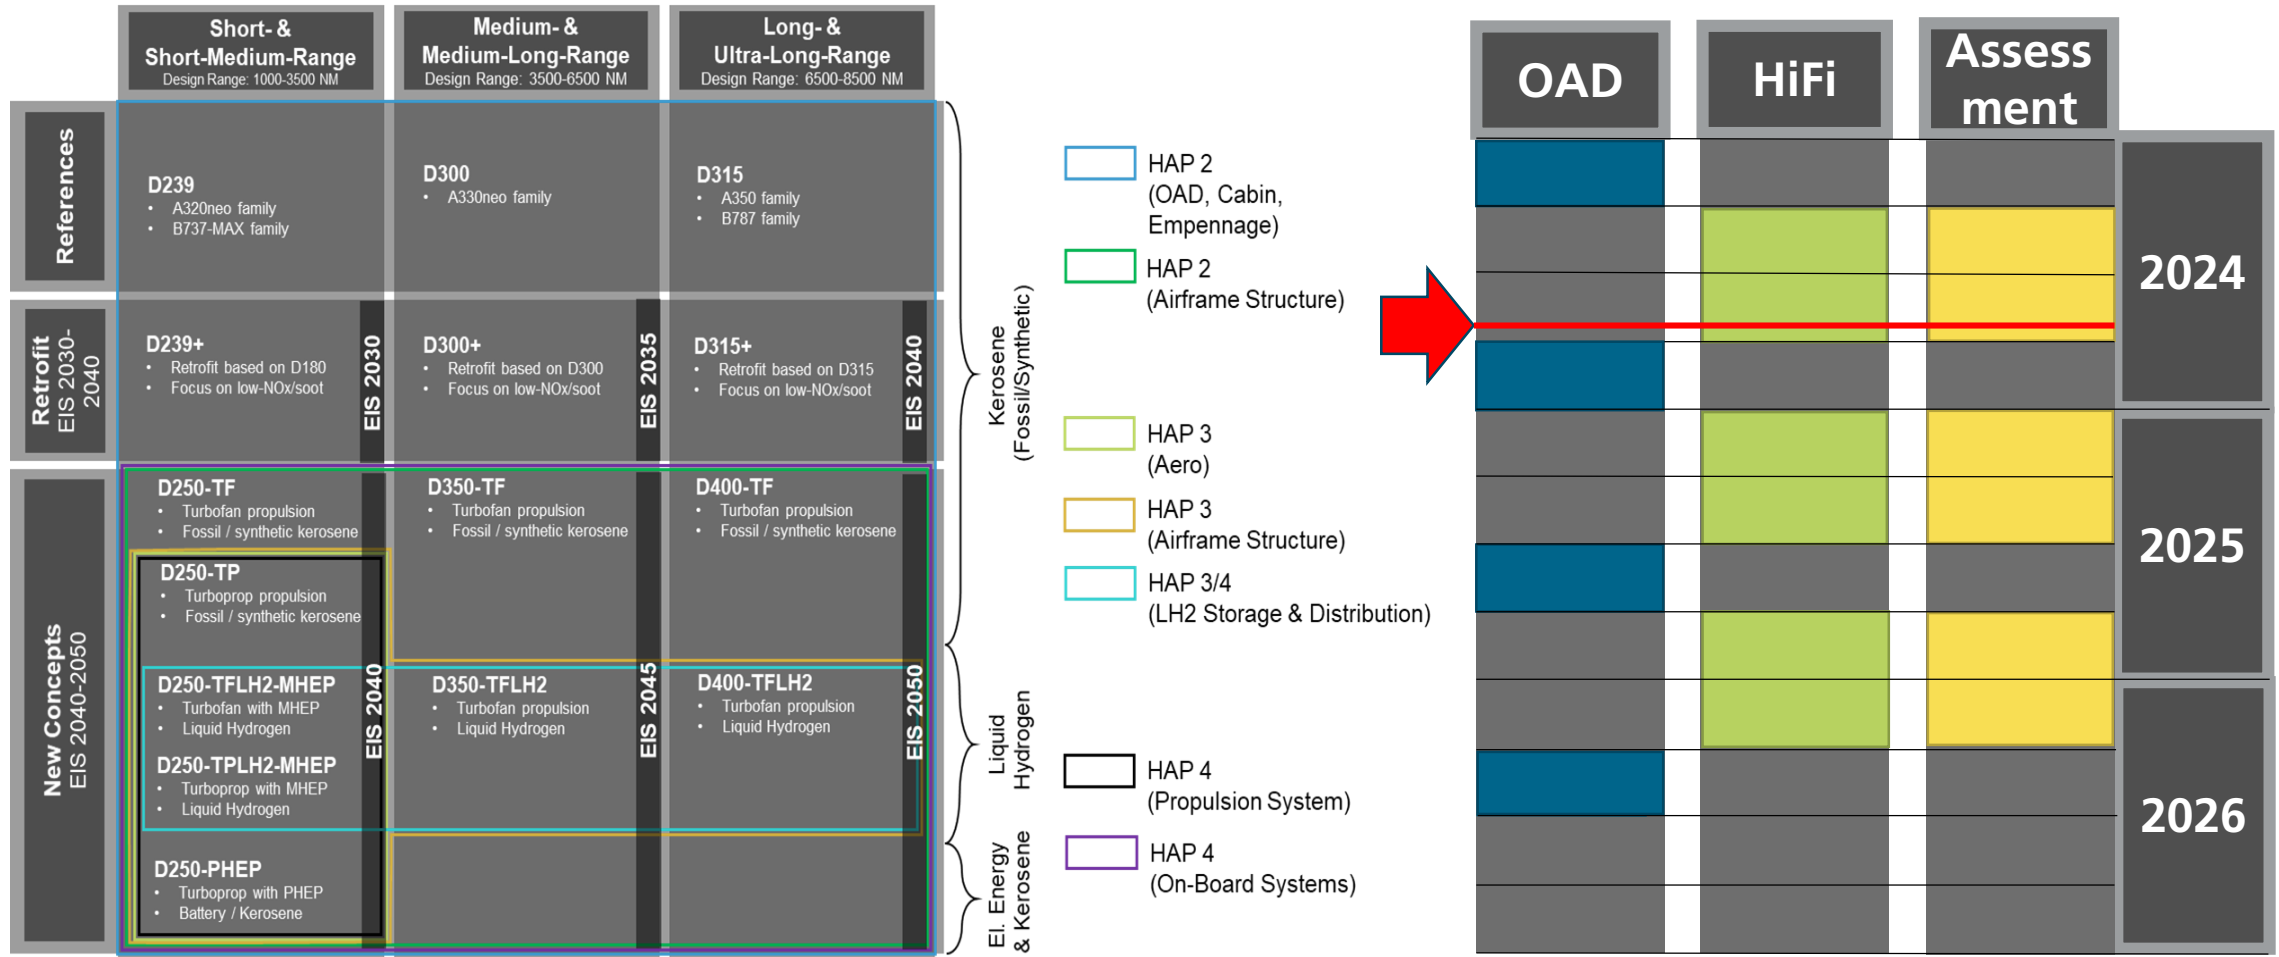 Short- &
Short-Medium-Range
Design Range: 1000-3500 NM
Medium- &
Medium-Long-Range
Design Range: 3500-6500 NM
Long- &
Ultra-Long-Range
Design Range: 6500-8500 NM
References
D239
• A320neo family
• B737-MAX family
D300
• A330neo family
D315
• A350 family
• B787 family
Retrofit
EIS 2030-
2040
D239+
• Retrofit based on D180
• Focus on low-NOx/soot
EIS 2030
D300+
• Retrofit based on D300
• Focus on low-NOx/soot
EIS 2035
D315+
• Retrofit based on D315
• Focus on low-NOx/soot
EIS 2040
New Concepts
EIS 2040-2050
D250-TF
• Turbofan propulsion
• Fossil / synthetic kerosene
D250-TP
• Turboprop propulsion
• Fossil / synthetic kerosene
D250-TFLH2-MHEP
• Turbofan with MHEP
• Liquid Hydrogen
D250-TPLH2-MHEP
• Turboprop with MHEP
• Liquid Hydrogen
D250-PHEP
• Turboprop with PHEP
• Battery / Kerosene
EIS 2040
D350-TF
• Turbofan propulsion
• Fossil / synthetic kerosene
D350-TFLH2
• Turbofan propulsion
• Liquid Hydrogen
EIS 2045
D400-TF
• Turbofan propulsion
• Fossil / synthetic kerosene
D400-TFLH2
• Turbofan propulsion
• Liquid Hydrogen
EIS 2050
Kerosene
(Fossil/Synthetic)
Liquid
Hydrogen
El. Energy
& Kerosene
HAP 2
(OAD, Cabin,
Empennage)
HAP 2
(Airframe Structure)
HAP 3
(Aero)
HAP 3
(Airframe Structure)
HAP 3/4
(LH2 Storage & Distribution)
HAP 4
(Propulsion System)
HAP 4
(On-Board Systems)
OAD
HiFi
Assess
ment
2024
2025
2026